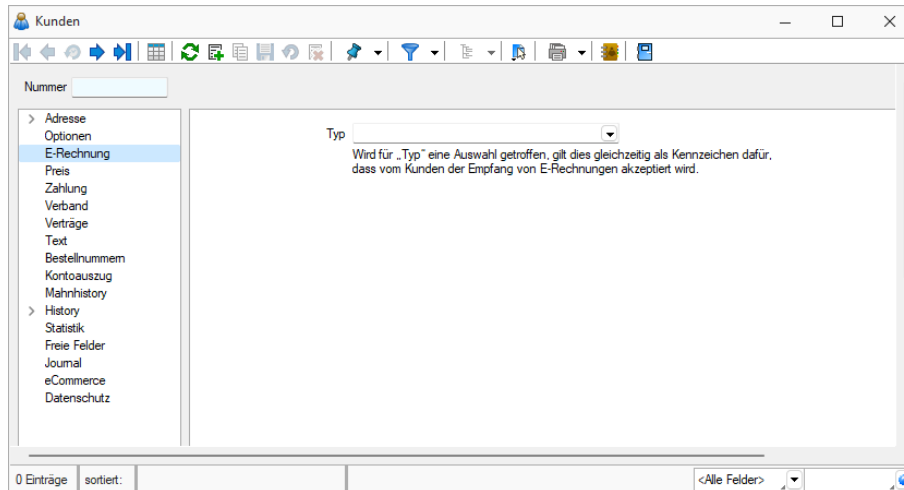 Kunden
Nummer
Adresse
Optionen
E-Rechnung
Preis
Zahlung
Verband
Verträge
Text
Bestellnummern
Kontoauszug
Mahnhistory
History
Statistik
Freie Felder
Journal
eCommerce
Datenschutz
Typ
Wird für „Typ“ eine Auswahl getroffen, gilt dies gleichzeitig als Kennzeichen dafür,
dass vom Kunden der Empfang von E-Rechnungen akzeptiert wird.
0 Einträge sortiert: <Alle Felder>